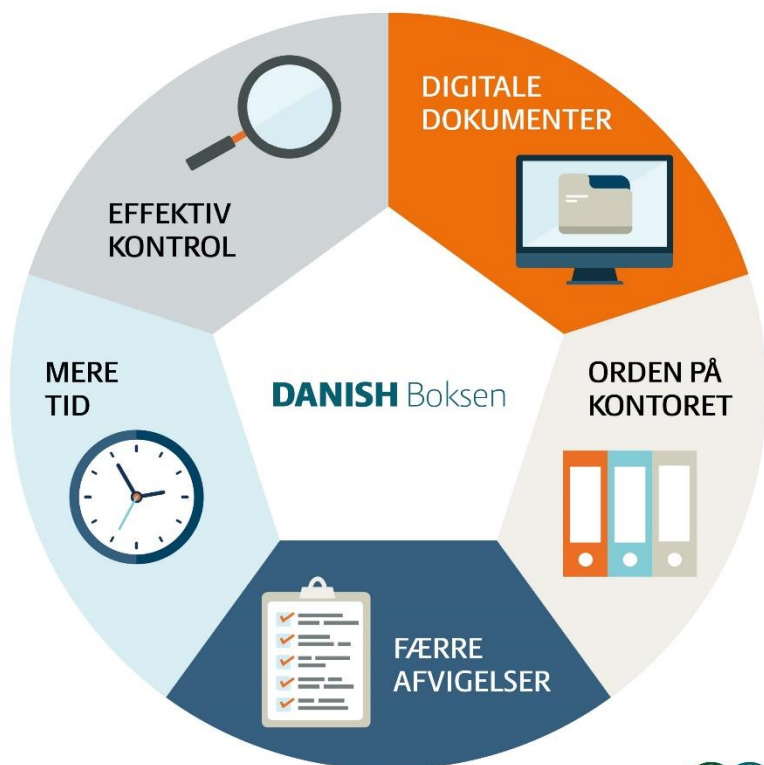 DIGITALE
DOKUMENTER
ORDEN PÅ
KONTORET
FÆRRE
AFVIGELSER
MERE
TID
EFFEKTIV
KONTROL
DANISH Boksen